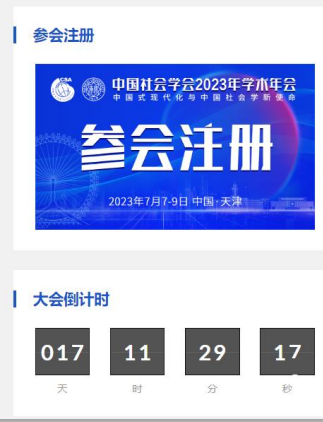 参会注册
中国社会学会2023年学术年会
中国式现代化与中国社会学新使命
参会注册
2023年7月7-9日 中国·天津
大会倒计时
017 11 29 17
天 时 分 秒